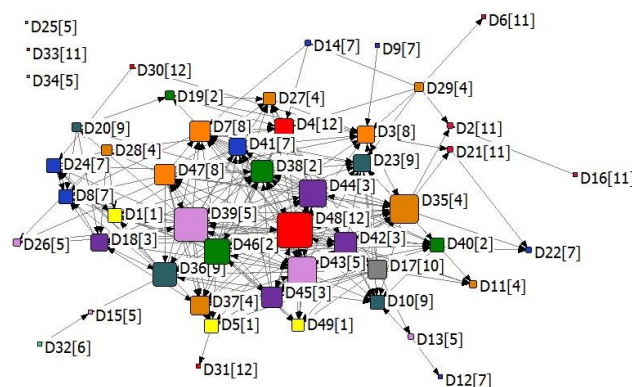 D25[5]
D33[11]
D34[5]
D6[11]
D14[7]
D9[7]
D30[12]
D29[4]
D19[2]
D27[4]
D20[9]
D7[8]
D4[12]
D3[8]
D2[11]
D28[4]
D41[7]
D21[11]
D24[7]
D47[8]
D38[2]
D23[9]
D16[11]
D8[7]
D44[3]
D35[4]
D1[1]
D39[5]
D48[12]
D26[5]
D18[3]
D46[2]
D42[3]
D40[2]
D22[7]
D36[9]
D43[5]
D17[10]
D11[4]
D37[4]
D45[3]
D10[9]
D15[5]
D5[1]
D49[1]
D13[5]
D32[6]
D31[12]
D12[7]